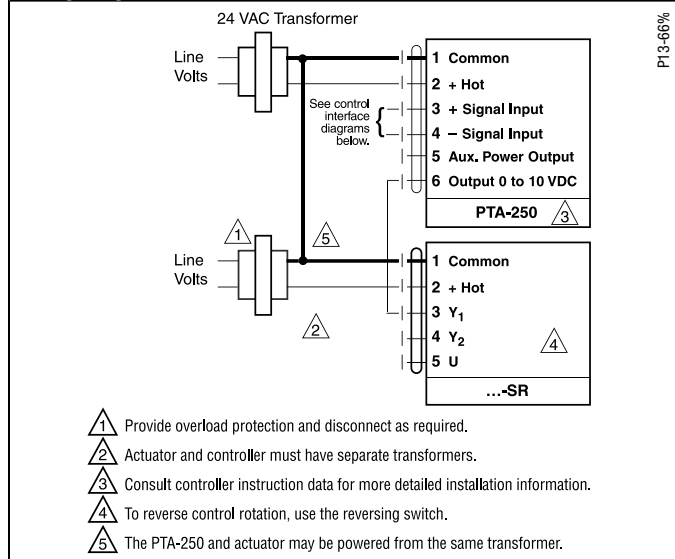 24 VAC Transformer
P13-66%
Line
Volts
1 Common
2 + Hot
3 + Signal Input
4 – Signal Input
5 Aux. Power Output
6 Output 0 to 10 VDC
PTA-250
3
See control
interface
diagrams
below.
{
1
5
Line
Volts
2
1 Common
2 + Hot
3 Y₁
4 Y₂
5 U
4
...-SR
1 Provide overload protection and disconnect as required.
2 Actuator and controller must have separate transformers.
3 Consult controller instruction data for more detailed installation information.
4 To reverse control rotation, use the reversing switch.
5 The PTA-250 and actuator may be powered from the same transformer.